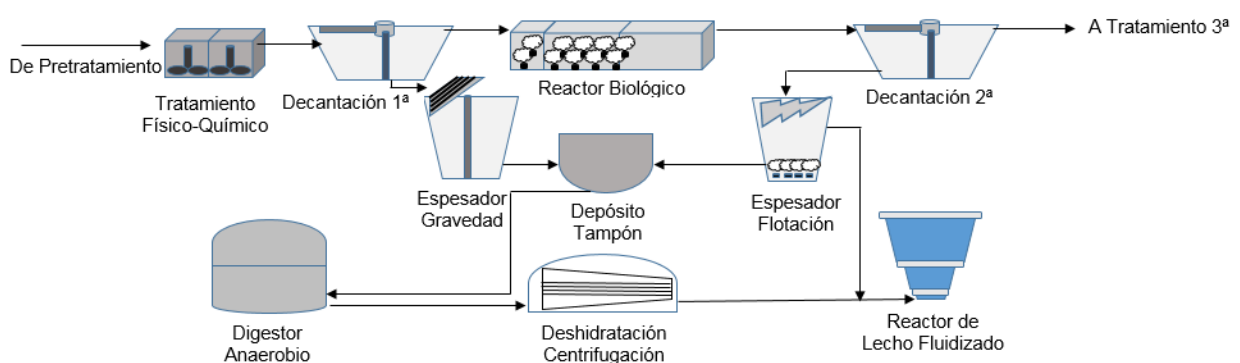 A Tratamiento 3ª
De Pretratamiento
Tratamiento
Físico-Químico
Decantación 1ª
Reactor Biológico
Decantación 2ª
Espesador
Gravedad
Depósito
Tampón
Espesador
Flotación
Digestor
Anaerobio
Deshidratación
Centrifugación
Reactor de
Lecho Fluidizado